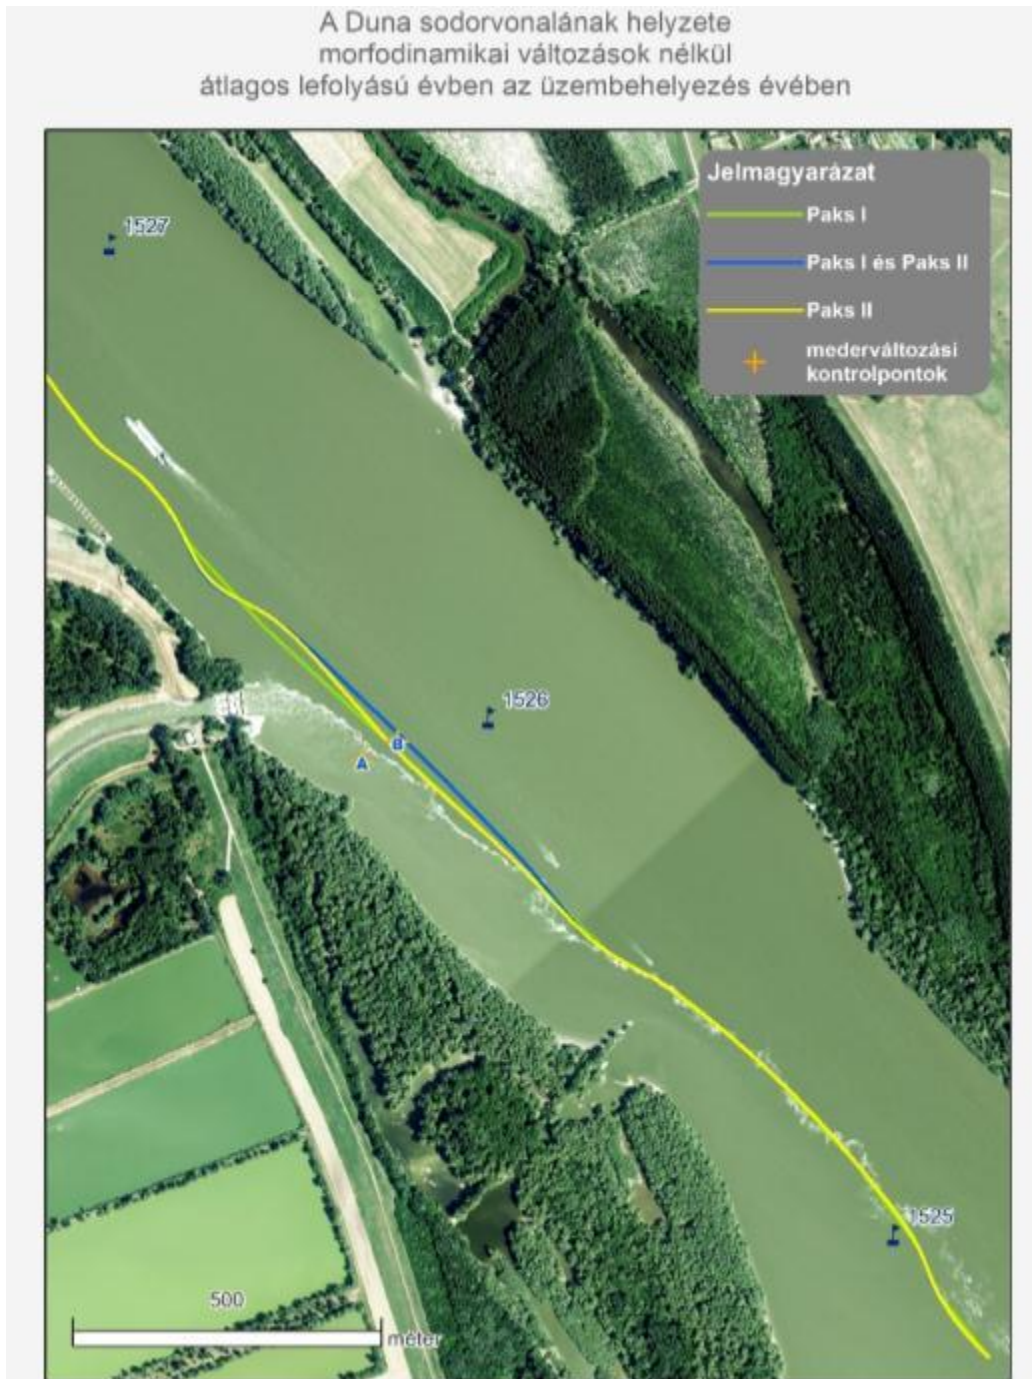 A Duna sodorvonalának helyzete
morfodinamikai változások nélkül
átlagos lefolyású évben az üzembehelyezés évében
Jelmagyarázat
Paks I
Paks I és Paks II
Paks II
mederváltozási
kontrolpontok
1527
1526
B
A
1525
500
méter